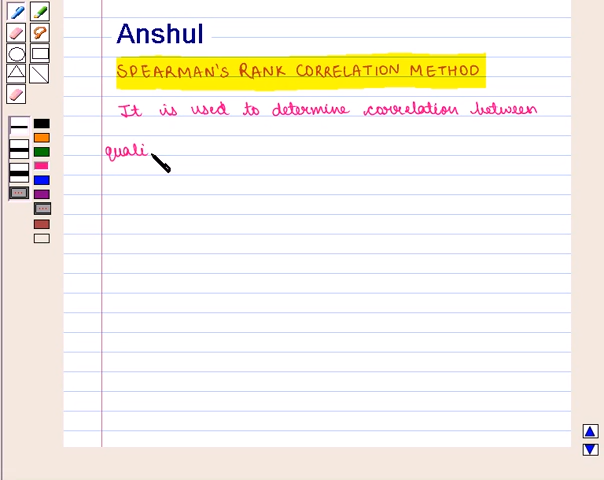 Anshul
SPEARMAN'S RANK CORRELATION METHOD
It is used to determine correlation between
quali